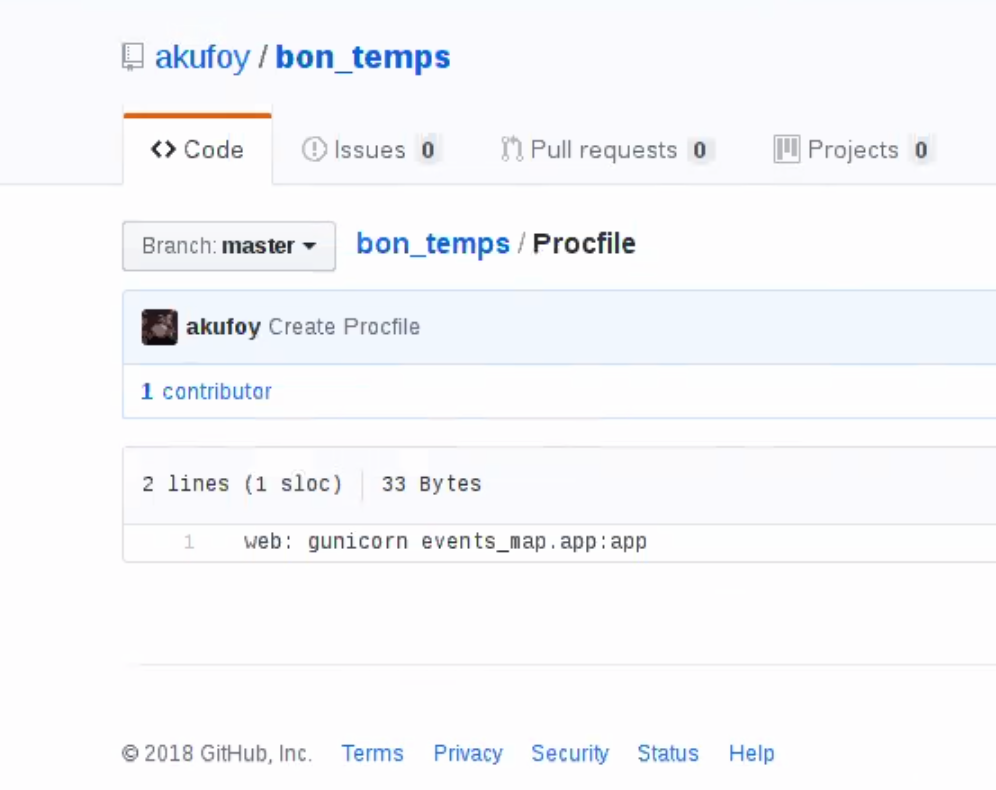 akufoy / bon_temps
Code Issues 0 Pull requests 0 Projects 0
Branch: master bon_temps / Procfile
akufoy Create Procfile
1 contributor
2 lines (1 sloc) 33 Bytes
1 web: gunicorn events_map.app:app
© 2018 GitHub, Inc. Terms Privacy Security Status Help